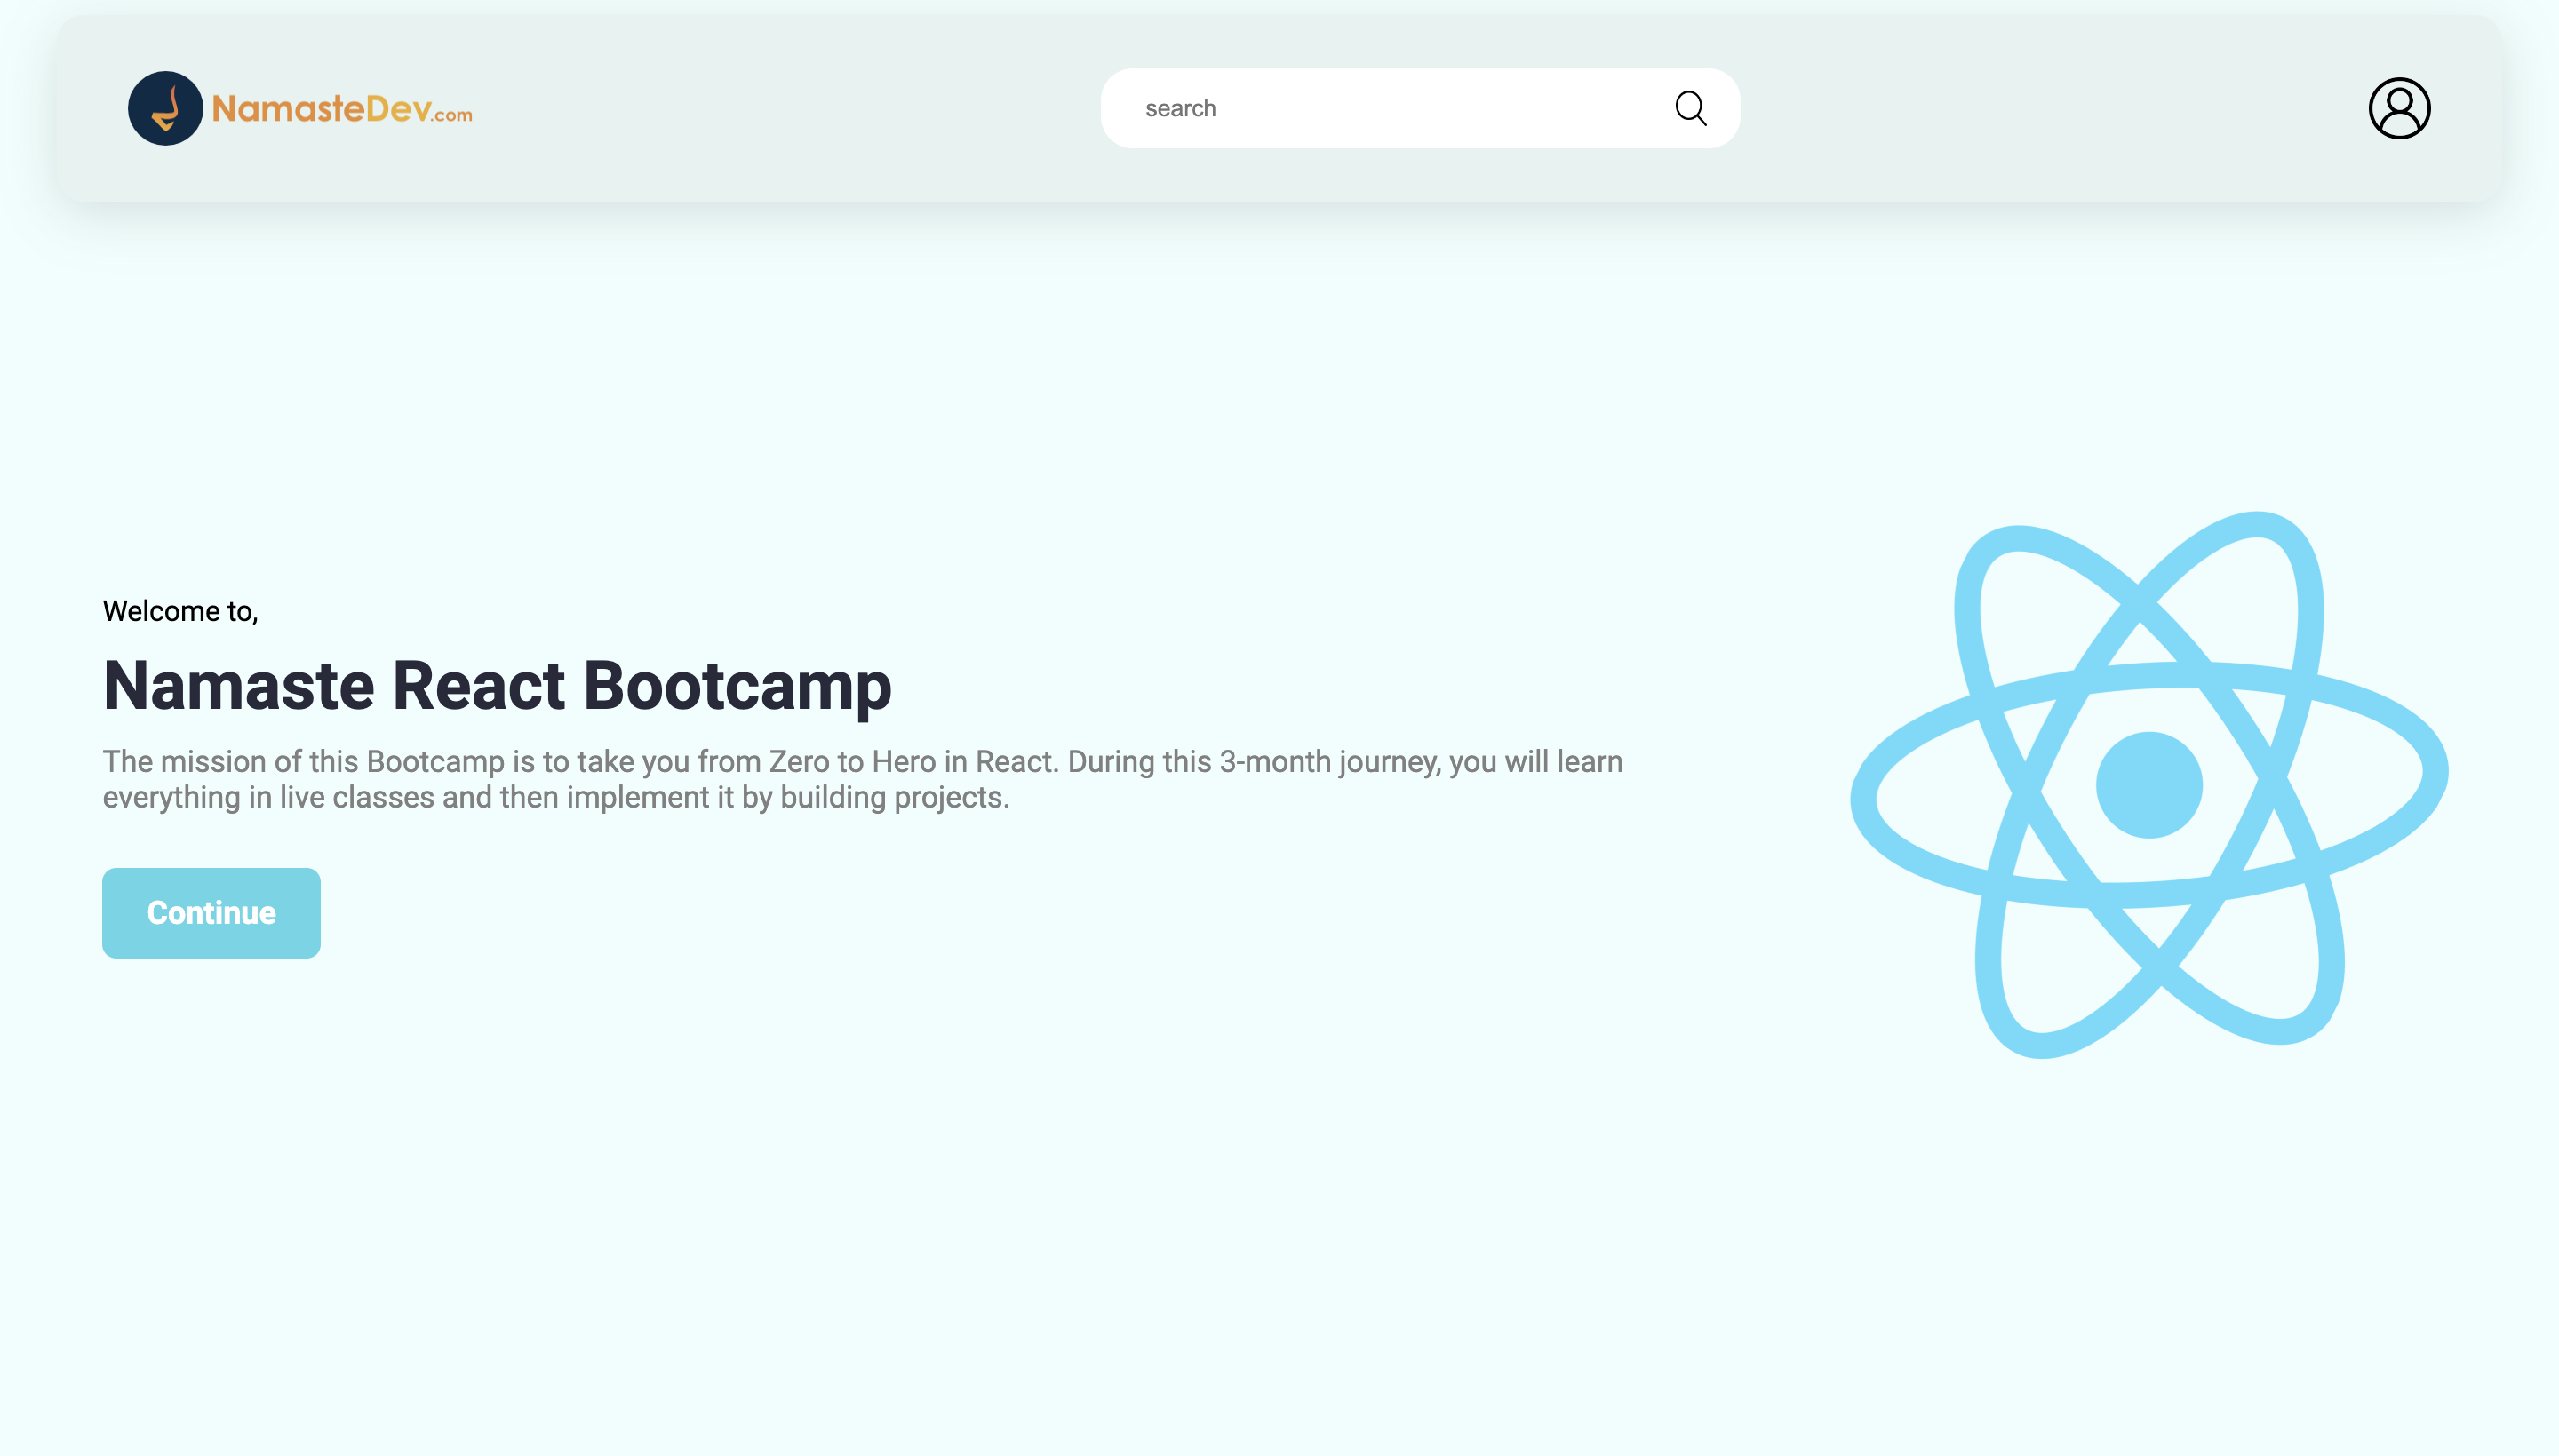 NamasteDev.com
search
Welcome to,
Namaste React Bootcamp
The mission of this Bootcamp is to take you from Zero to Hero in React. During this 3-month journey, you will learn
everything in live classes and then implement it by building projects.
Continue